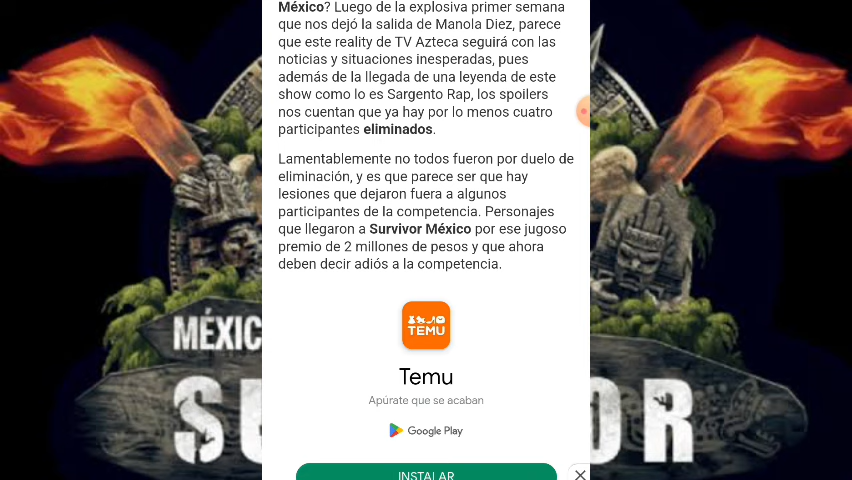 México? Luego de la explosiva primer semana
que nos dejó la salida de Manola Diez, parece
que este reality de TV Azteca seguirá con las
noticias y situaciones inesperadas, pues
además de la llegada de una leyenda de este
show como lo es Sargento Rap, los spoilers
nos cuentan que ya hay por lo menos cuatro
participantes eliminados.
Lamentablemente no todos fueron por duelo de
eliminación, y es que parece ser que hay
lesiones que dejaron fuera a algunos
participantes de la competencia. Personajes
que llegaron a Survivor México por ese jugoso
premio de 2 millones de pesos y que ahora
deben decir adiós a la competencia.
TEMU
Temu
Apúrate que se acaban
Google Play
INSTALAR
MÉXIC
SU
OR